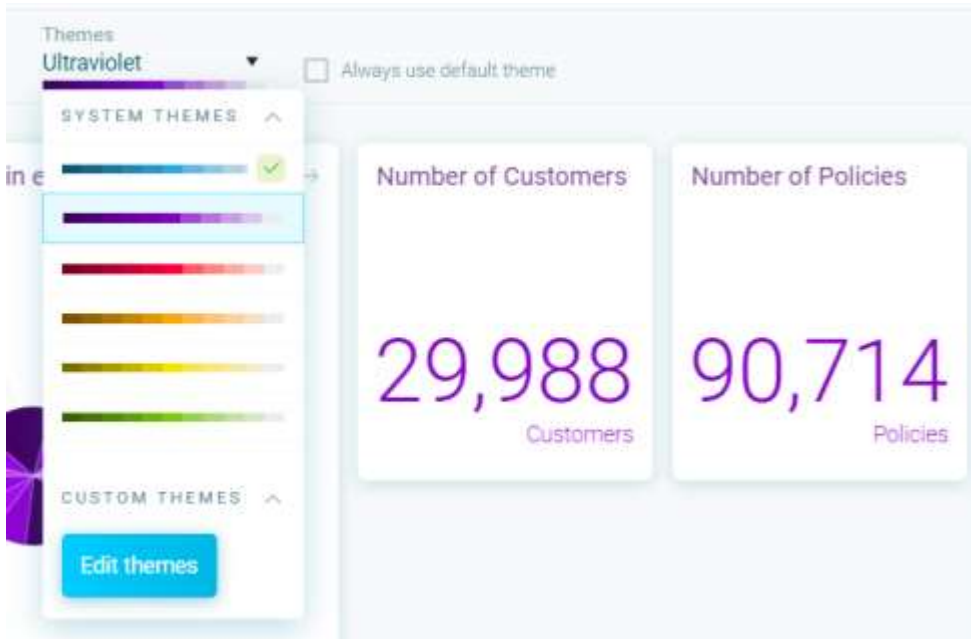 Themes
Ultraviolet
Always use default theme
SYSTEM THEMES
in e
Number of Customers
Number of Policies
29,988
90,714
Customers
Policies
CUSTOM THEMES
Edit themes